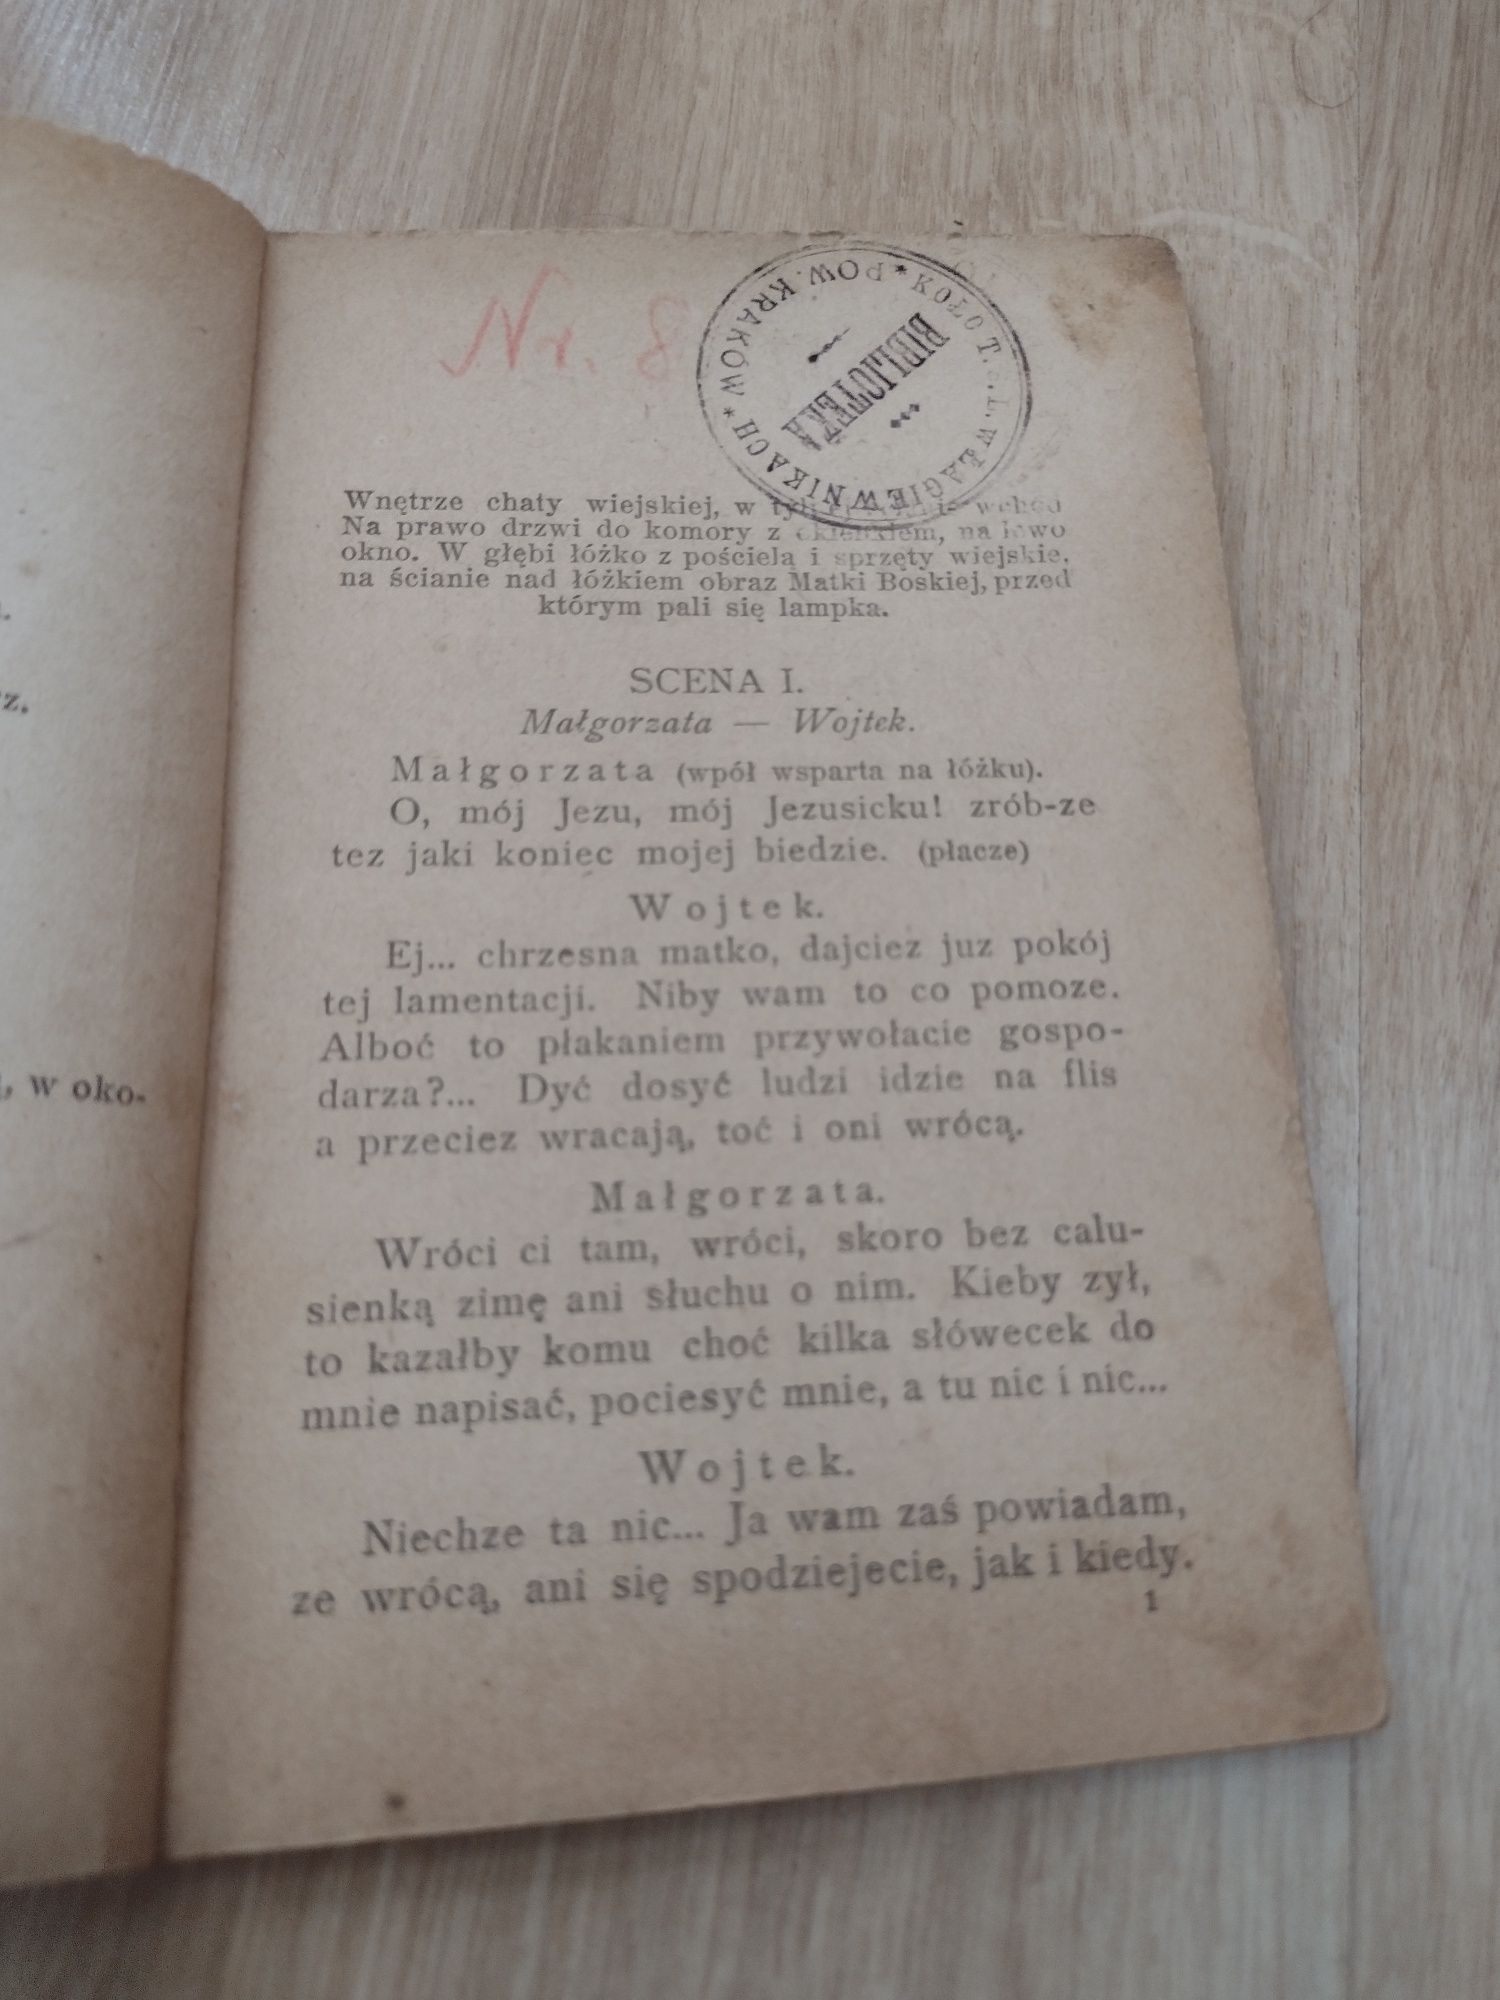 .
z.
, w oko-
Nr. 8
* KOŁO T. S. L. W ŁAGIEWNIKACH * POW. KRAKÓW
BIBLIOTEKA
Wnętrze chaty wiejskiej, w wchód
Na prawo drzwi do komory z okienkiem, na lewo
okno. W głębi łóżko z pościelą i sprzęty wiejskie,
na ścianie nad łóżkiem obraz Matki Boskiej, przed
którym pali się lampka.
SCENA I.
Małgorzata — Wojtek.
Małgorzata (wpół wsparta na łóżku).
O, mój Jezu, mój Jezusicku! zrób-ze
tez jaki koniec mojej biedzie. (płacze)
Wojtek.
Ej... chrzesna matko, dajciez juz pokój
tej lamentacji. Niby wam to co pomoze.
Alboć to płakaniem przywołacie gospo-
darza?... Dyć dosyć ludzi idzie na flis
a przeciez wracają, toć i oni wrócą.
Małgorzata.
Wróci ci tam, wróci, skoro bez calu-
sienką zimę ani słuchu o nim. Kieby zył,
to kazałby komu choć kilka słówecek do
mnie napisać, pociesyć mnie, a tu nic i nic...
Wojtek.
Niechze ta nic... Ja wam zaś powiadam,
ze wrócą, ani się spodziejecie, jak i kiedy.
1